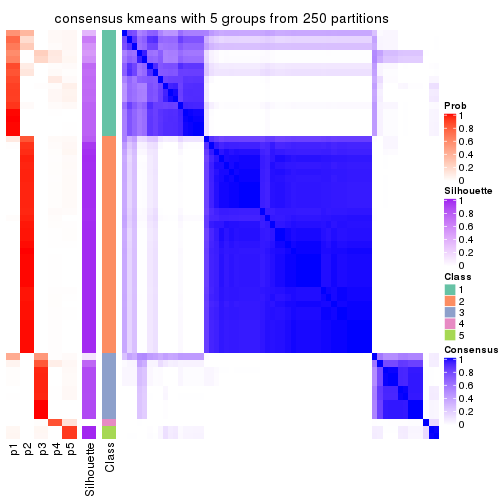 consensus kmeans with 5 groups from 250 partitions
Prob
1
0.8
0.6
0.4
0.2
0
Silhouette
1
0.8
0.6
0.4
0.2
0
Class
1
2
3
4
5
Consensus
1
0.8
0.6
0.4
0.2
0
p1
p2
p3
p4
p5
Silhouette
Class